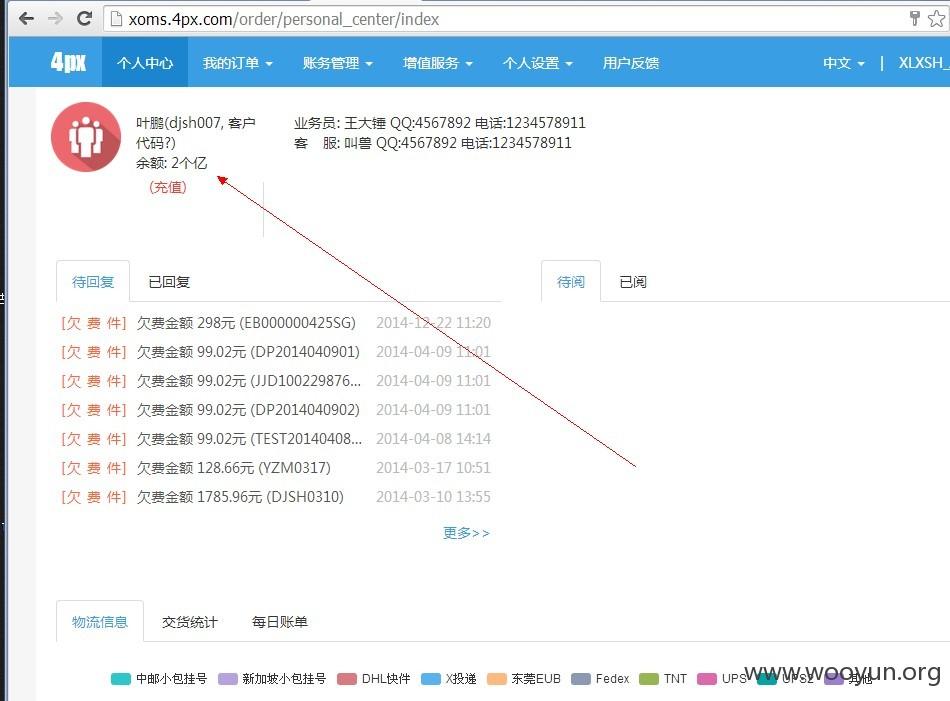 xoms.4px.com/order/personal_center/index
4px 个人中心 我的订单 账务管理 增值服务 个人设置 用户反馈 中文 | XLXSH_
叶鹏(djsh007, 客户代码?)
余额: 2个亿
(充值)
业务员: 王大锤 QQ:4567892 电话:1234578911
客 服: 叫兽 QQ:4567892 电话:1234578911
待回复 已回复
[欠 费 件] 欠费金额 298元 (EB000000425SG) 2014-12-22 11:20
[欠 费 件] 欠费金额 99.02元 (DP2014040901) 2014-04-09 11:01
[欠 费 件] 欠费金额 99.02元 (JJD100229876... 2014-04-09 11:01
[欠 费 件] 欠费金额 99.02元 (DP2014040902) 2014-04-09 11:01
[欠 费 件] 欠费金额 99.02元 (TEST20140408... 2014-04-08 14:14
[欠 费 件] 欠费金额 128.66元 (YZM0317) 2014-03-17 10:51
[欠 费 件] 欠费金额 1785.96元 (DJSH0310) 2014-03-10 13:55
更多>>
待阅 已阅
物流信息 交货统计 每日账单
中邮小包挂号 新加坡小包挂号 DHL快件 X投递 东莞EUB Fedex TNT UPS UPS2 其他
www.wooyun.org